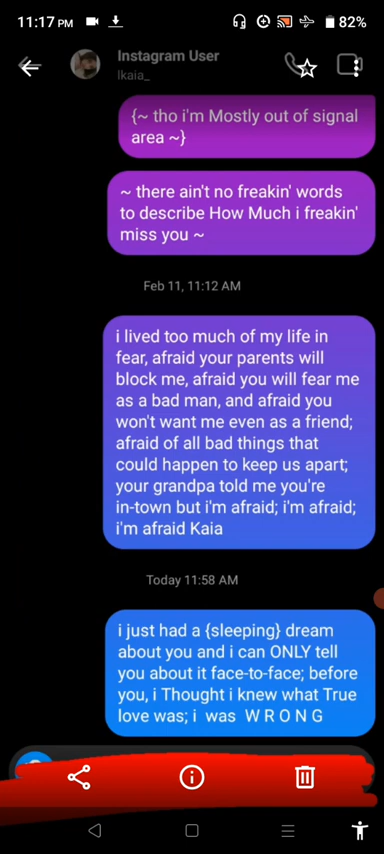 11:17 PM 82%
Instagram User
lkaia_
{~ tho i'm Mostly out of signal
area ~}
~ there ain't no freakin' words
to describe How Much i freakin'
miss you ~
Feb 11, 11:12 AM
i lived too much of my life in
fear, afraid your parents will
block me, afraid you will fear me
as a bad man, and afraid you
won't want me even as a friend;
afraid of all bad things that
could happen to keep us apart;
your grandpa told me you're
in-town but i'm afraid; i'm afraid;
i'm afraid Kaia
Today 11:58 AM
i just had a {sleeping} dream
about you and i can ONLY tell
you about it face-to-face; before
you, i Thought i knew what True
love was; i was W R O N G